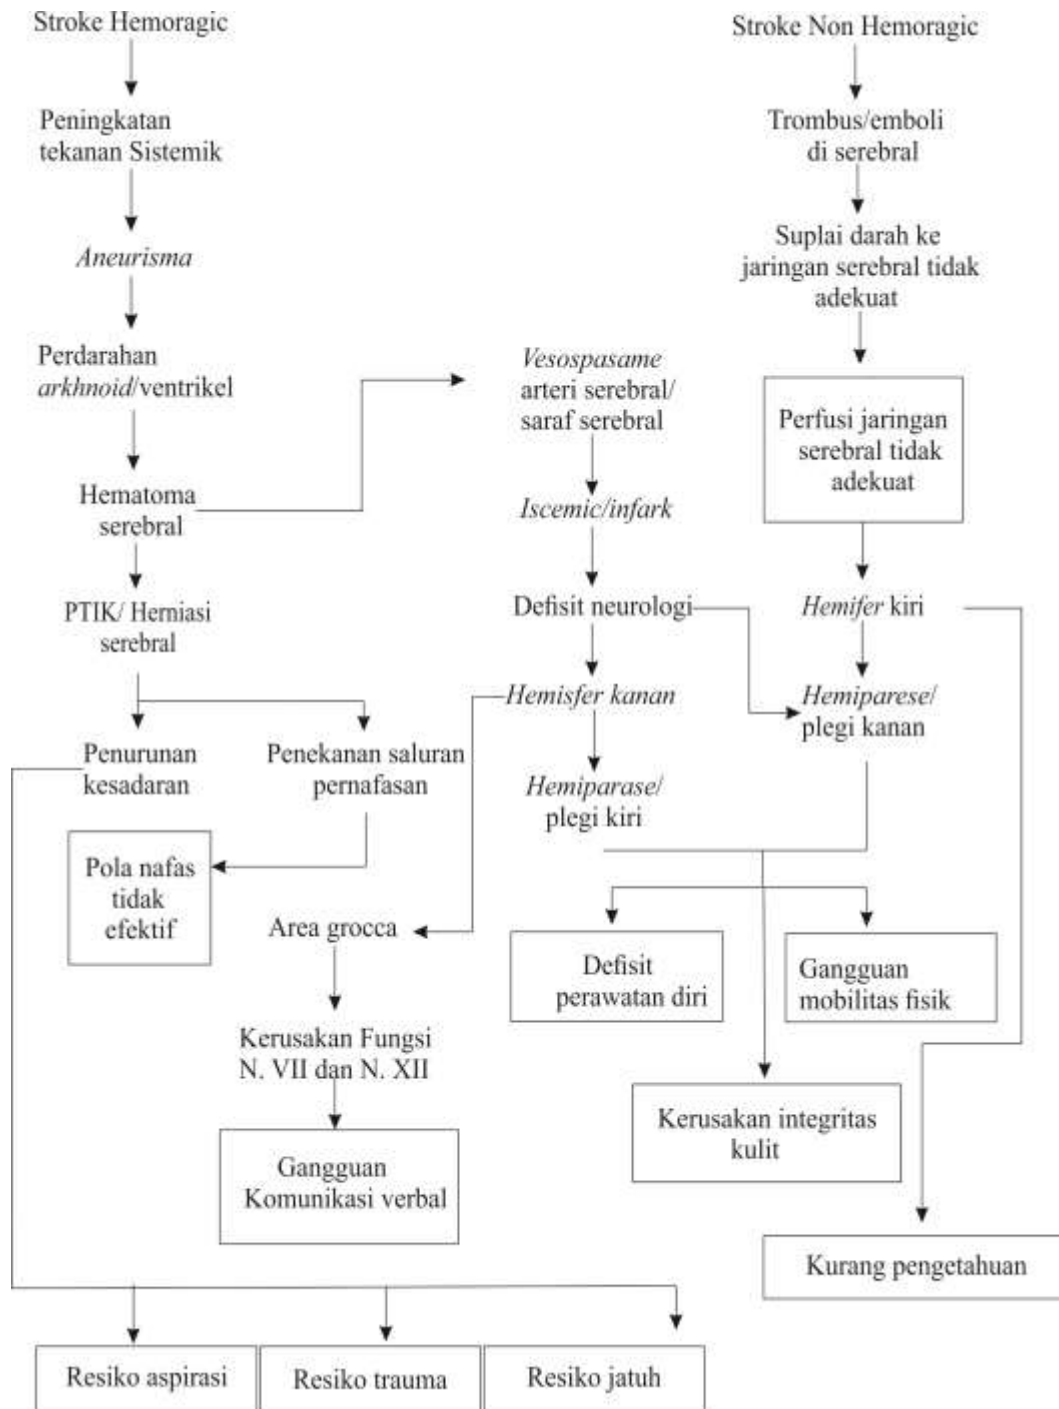 Stroke Hemoragic
Stroke Non Hemoragic
Peningkatan
tekanan Sistemik
Trombus/emboli
di serebral
Aneurisma
Suplai darah ke
jaringan serebral tidak
adekuat
Perdarahan
arkhnoid/ventrikel
Vesospasame
arteri serebral/
saraf serebral
Perfusi jaringan
serebral tidak
adekuat
Hematoma
serebral
Iscemic/infark
PTIK/ Herniasi
serebral
Defisit neurologi
Hemifer kiri
Hemisfer kanan
Hemiparese/
plegi kanan
Penurunan
kesadaran
Penekanan saluran
pernafasan
Hemiparase/
plegi kiri
Pola nafas
tidak
efektif
Area grocca
Defisit
perawatan diri
Gangguan
mobilitas fisik
Kerusakan Fungsi
N. VII dan N. XII
Kerusakan integritas
kulit
Gangguan
Komunikasi verbal
Kurang pengetahuan
Resiko aspirasi
Resiko trauma
Resiko jatuh